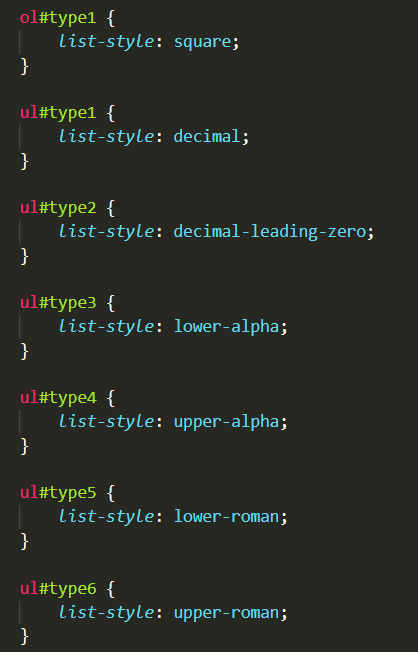 ol#type1 {
    list-style: square;
}

ul#type1 {
    list-style: decimal;
}

ul#type2 {
    list-style: decimal-leading-zero;
}

ul#type3 {
    list-style: lower-alpha;
}

ul#type4 {
    list-style: upper-alpha;
}

ul#type5 {
    list-style: lower-roman;
}

ul#type6 {
    list-style: upper-roman;
}